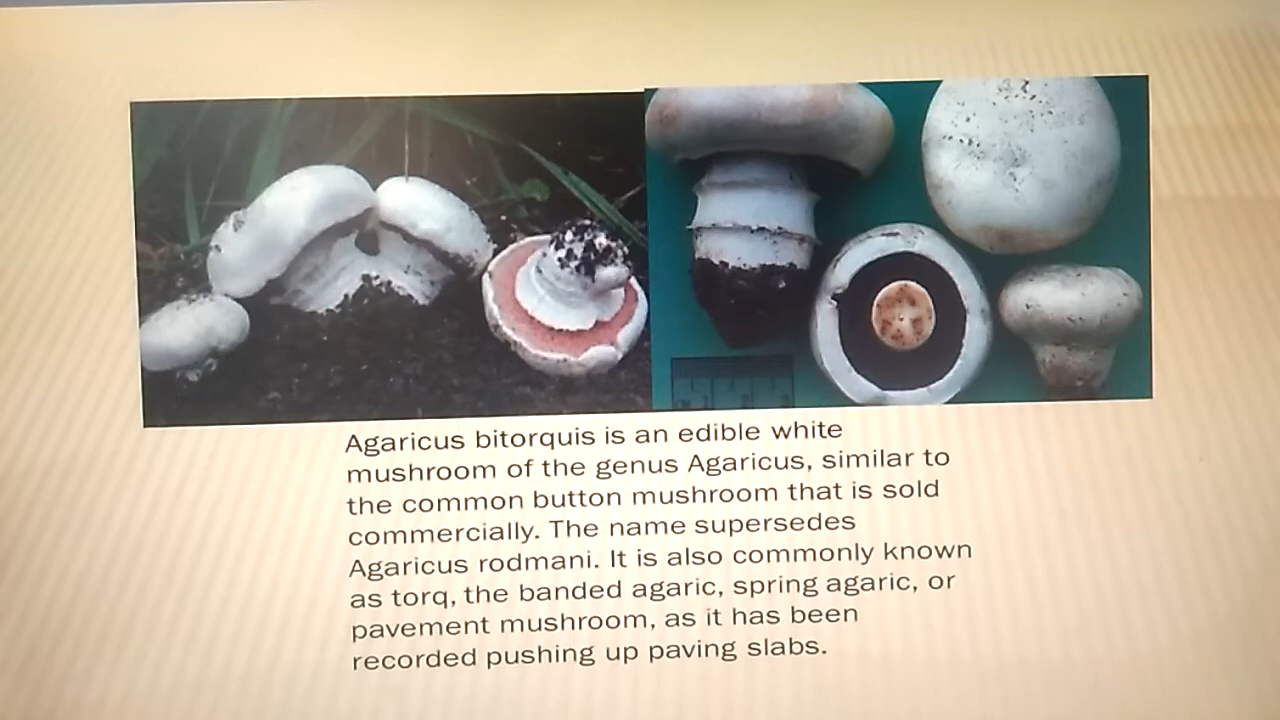 Agaricus bitorquis is an edible white
mushroom of the genus Agaricus, similar to
the common button mushroom that is sold
commercially. The name supersedes
Agaricus rodmani. It is also commonly known
as torq, the banded agaric, spring agaric, or
pavement mushroom, as it has been
recorded pushing up paving slabs.